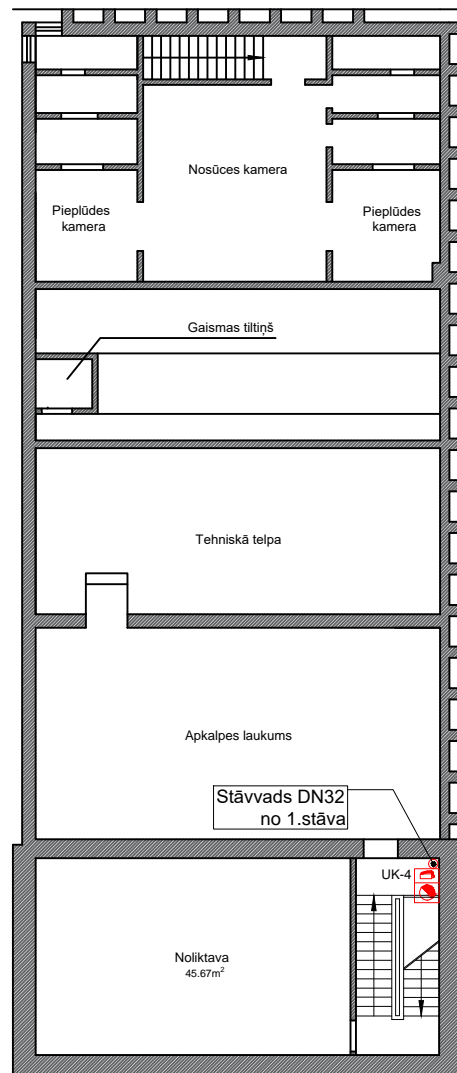 Nosūces kamera
Pieplūdes
kamera
Pieplūdes
kamera
Gaismas tiltiņš
Tehniskā telpa
Apkalpes laukums
Stāvvads DN32
no 1.stāva
UK-4
Noliktava
45.67m²